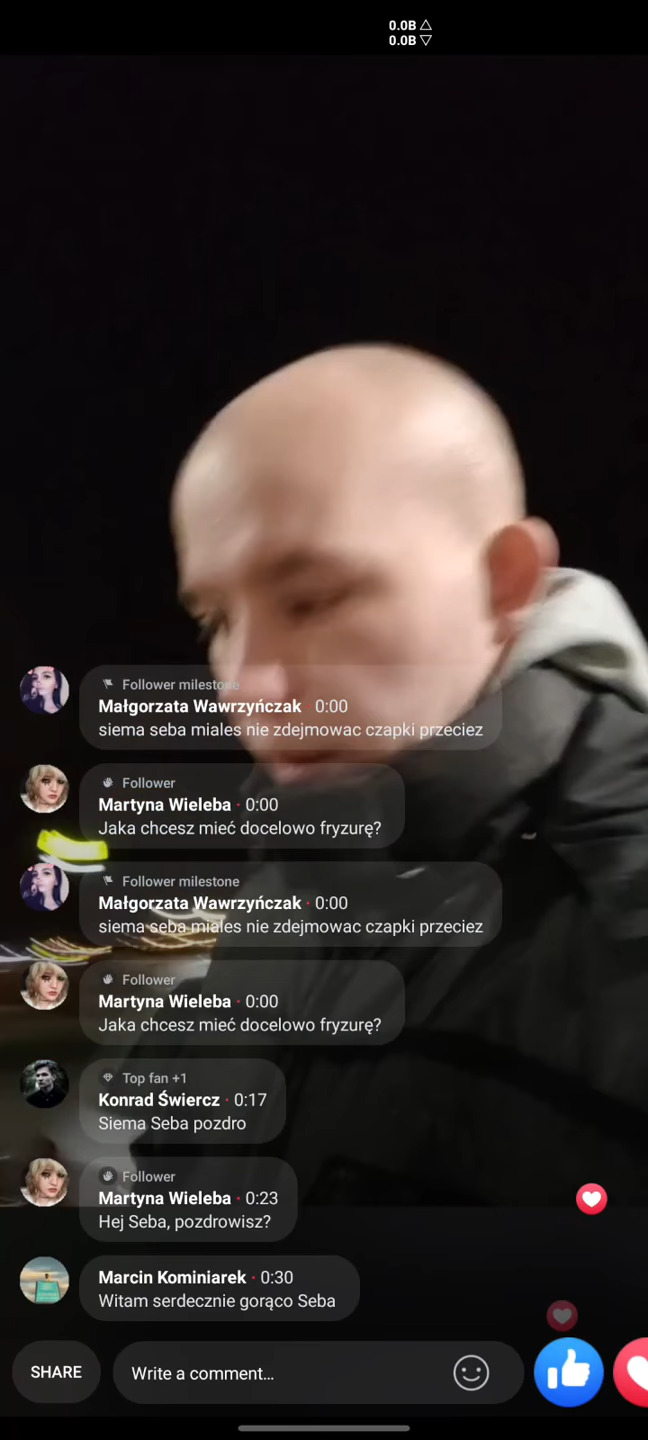 0.0B △
0.0B ▽
Follower milestone
Małgorzata Wawrzyńczak 0:00
siema seba miales nie zdejmowac czapki przeciez
Follower
Martyna Wieleba · 0:00
Jaka chcesz mieć docelowo fryzurę?
Follower milestone
Małgorzata Wawrzyńczak · 0:00
siema seba miales nie zdejmowac czapki przeciez
Follower
Martyna Wieleba · 0:00
Jaka chcesz mieć docelowo fryzurę?
Top fan +1
Konrad Świercz · 0:17
Siema Seba pozdro
Follower
Martyna Wieleba · 0:23
Hej Seba, pozdrowisz?
Marcin Kominiarek · 0:30
Witam serdecznie gorąco Seba
SHARE
Write a comment...